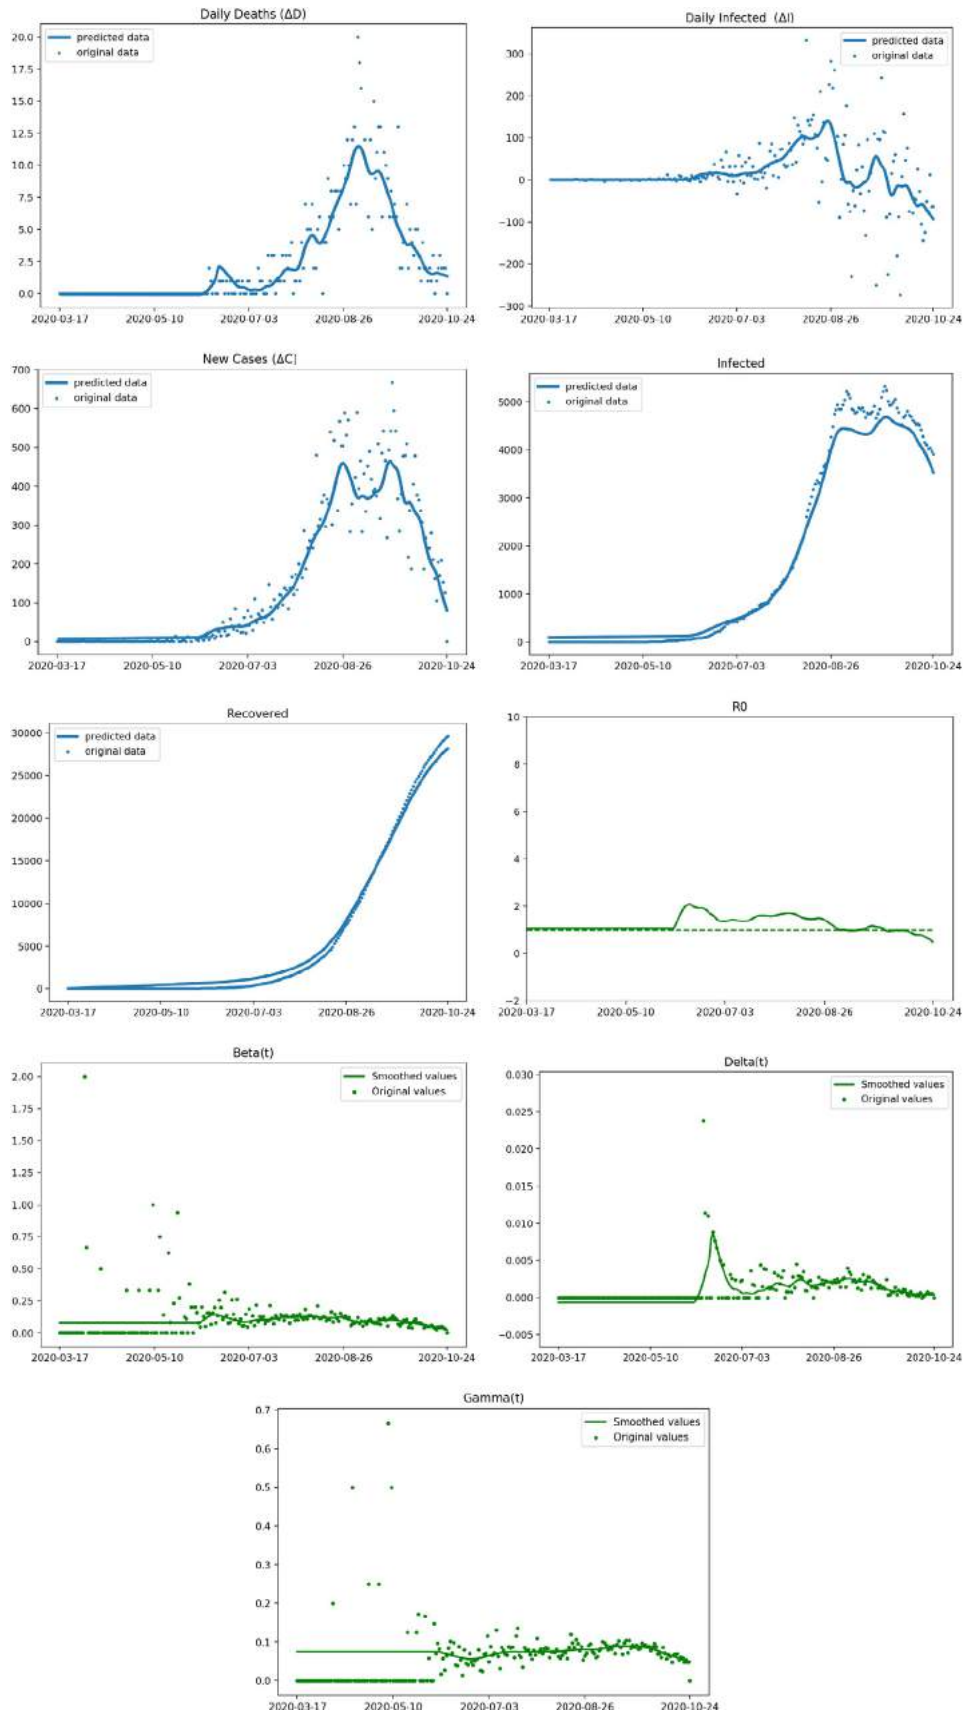 Daily Deaths (ΔD)
predicted data
original data
20.0
17.5
15.0
12.5
10.0
7.5
5.0
2.5
0.0
2020-03-17 2020-05-10 2020-07-03 2020-08-26 2020-10-24
Daily Infected (ΔI)
predicted data
original data
300
200
100
0
−100
−200
−300
2020-03-17 2020-05-10 2020-07-03 2020-08-26 2020-10-24
New Cases (ΔC)
predicted data
original data
700
600
500
400
300
200
100
0
2020-03-17 2020-05-10 2020-07-03 2020-08-26 2020-10-24
Infected
predicted data
original data
5000
4000
3000
2000
1000
0
2020-03-17 2020-05-10 2020-07-03 2020-08-26 2020-10-24
Recovered
predicted data
original data
30000
25000
20000
15000
10000
5000
0
2020-03-17 2020-05-10 2020-07-03 2020-08-26 2020-10-24
R0
10
8
6
4
2
0
−2
2020-03-17 2020-05-10 2020-07-03 2020-08-26 2020-10-24
Beta(t)
Smoothed values
Original values
2.00
1.75
1.50
1.25
1.00
0.75
0.50
0.25
0.00
2020-03-17 2020-05-10 2020-07-03 2020-08-26 2020-10-24
Delta(t)
Smoothed values
Original values
0.030
0.025
0.020
0.015
0.010
0.005
0.000
−0.005
2020-03-17 2020-05-10 2020-07-03 2020-08-26 2020-10-24
Gamma(t)
Smoothed values
Original values
0.7
0.6
0.5
0.4
0.3
0.2
0.1
0.0
2020-03-17 2020-05-10 2020-07-03 2020-08-26 2020-10-24